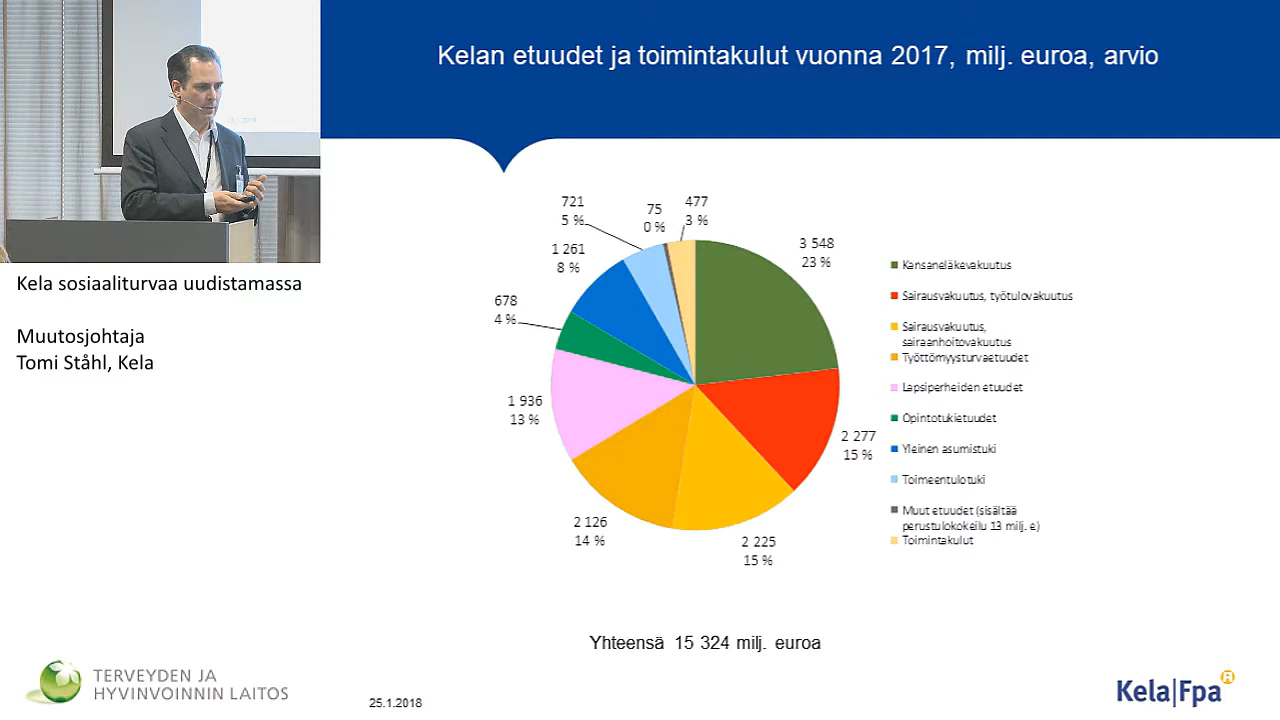 Kelan etuudet ja toimintakulut vuonna 2017, milj. euroa, arvio
Kela sosiaaliturvaa uudistamassa
Muutosjohtaja
Tomi Ståhl, Kela
721
5 %
75
0 %
477
3 %
3 548
23 %
1 261
8 %
678
4 %
1 936
13 %
2 126
14 %
2 225
15 %
2 277
15 %
Kansaneläkevakuutus
Sairausvakuutus, työtulovakuutus
Sairausvakuutus,
sairaanhoitovakuutus
Työttömyysturvaetuudet
Lapsiperheiden etuudet
Opintotukietuudet
Yleinen asumistuki
Toimeentulotuki
Muut etuudet (sisältää
perustulokokeilu 13 milj. e)
Toimintakulut
Yhteensä 15 324 milj. euroa
TERVEYDEN JA
HYVINVOINNIN LAITOS
25.1.2018
Kela|Fpa